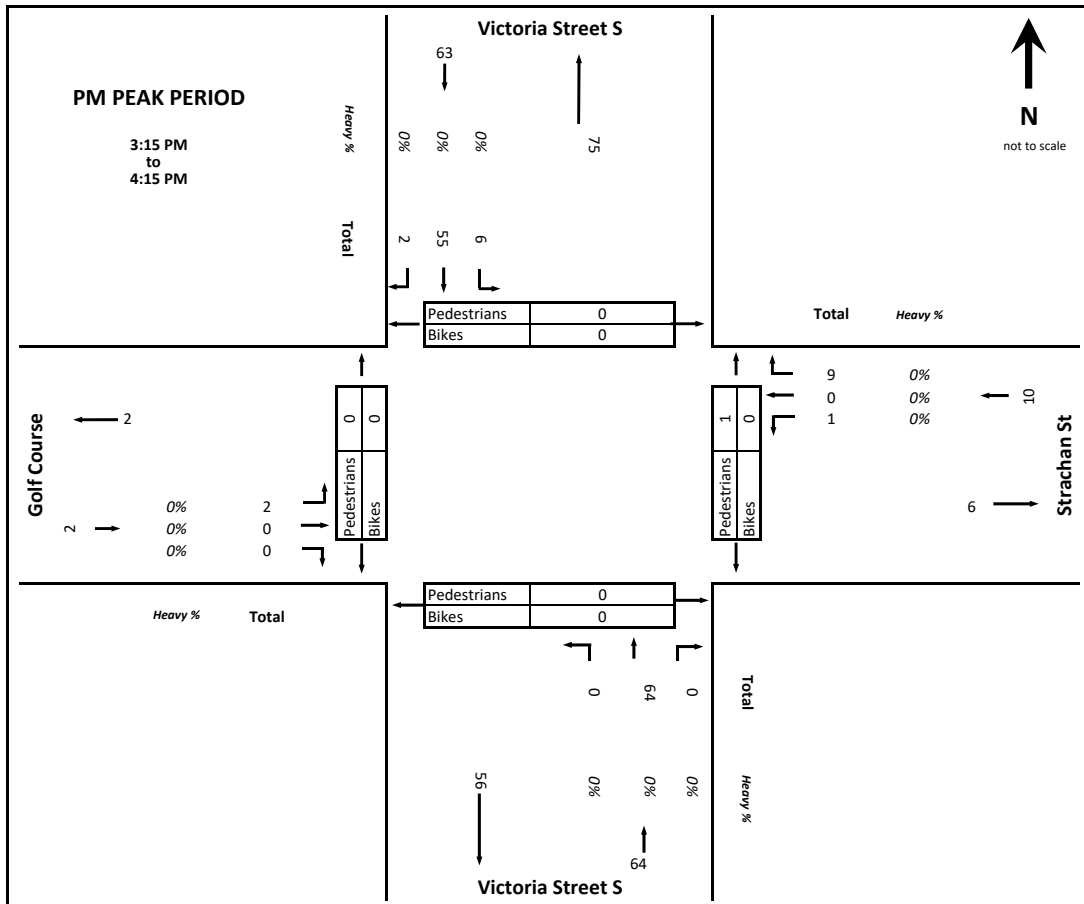 Victoria Street S
63
75
PM PEAK PERIOD
3:15 PM
to
4:15 PM
N
not to scale
Heavy %
0%
0%
0%
Total
2
55
6
Pedestrians 0
Bikes 0
Total Heavy %
9 0%
0 0%
1 0%
10
6
Strachan St
Golf Course
2
2
0% 2
0% 0
0% 0
Heavy % Total
Pedestrians 0
Bikes 0
Pedestrians 1
Bikes 0
Pedestrians 0
Bikes 0
0
64
0
Total
0%
0%
0%
Heavy %
56
64
Victoria Street S